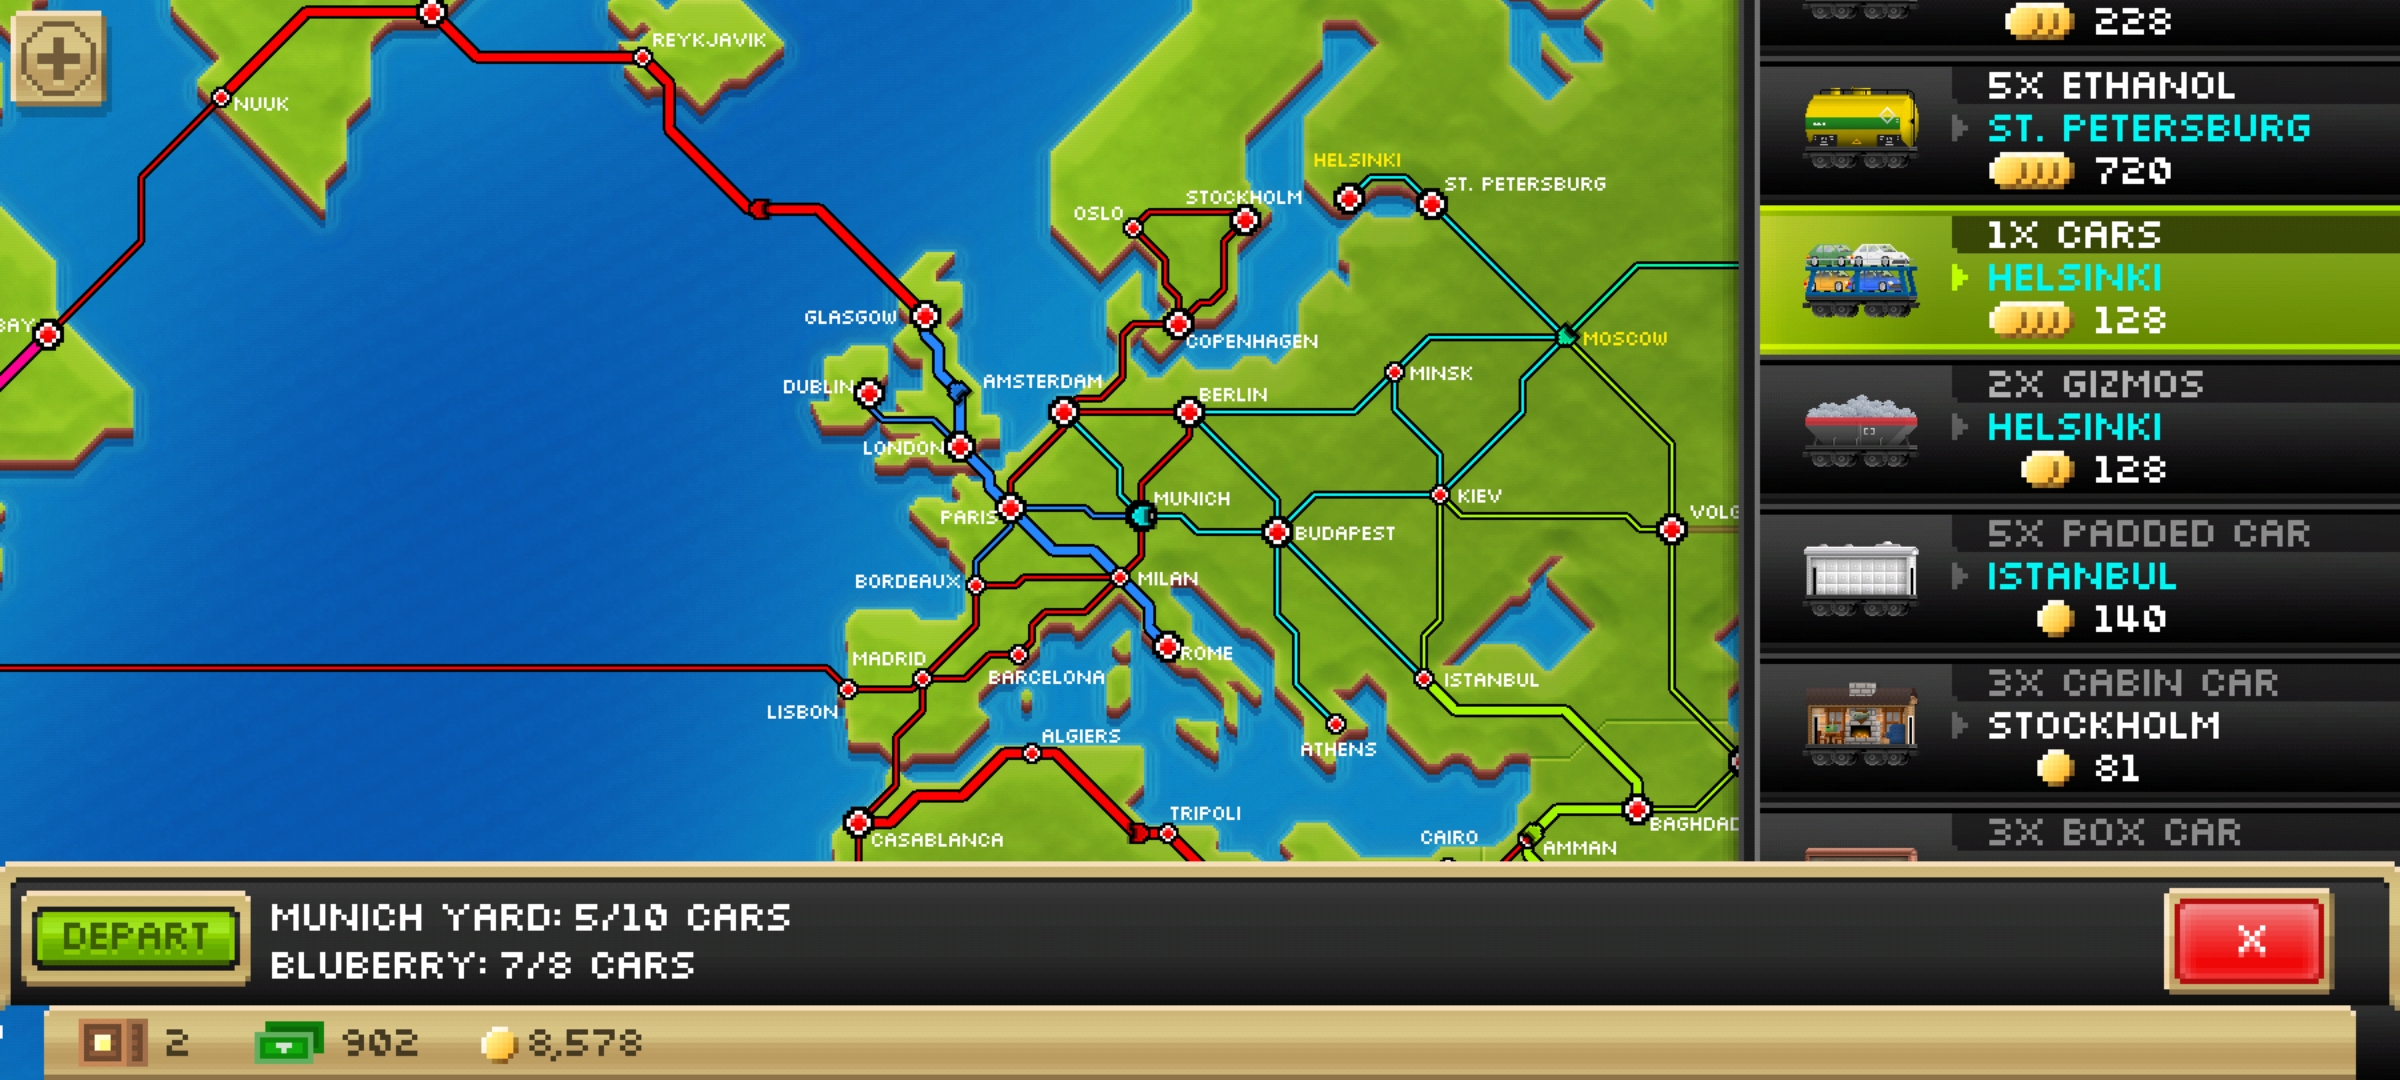 REYKJAVIK
NUUK
HELSINKI
ST. PETERSBURG
STOCKHOLM
OSLO
GLASGOW
COPENHAGEN
MOSCOW
MINSK
DUBLIN
AMSTERDAM
BERLIN
LONDON
MUNICH
KIEV
PARIS
BUDAPEST
BORDEAUX
MILAN
MADRID
ROME
BARCELONA
ISTANBUL
LISBON
ALGIERS
ATHENS
TRIPOLI
CASABLANCA
CAIRO
BAGHDAD
AMMAN
228
5X ETHANOL
ST. PETERSBURG
720
1X CARS
HELSINKI
128
2X GIZMOS
HELSINKI
128
5X PADDED CAR
ISTANBUL
140
3X CABIN CAR
STOCKHOLM
81
3X BOX CAR
DEPART
MUNICH YARD: 5/10 CARS
BLUBERRY: 7/8 CARS
X
2
902
8,578